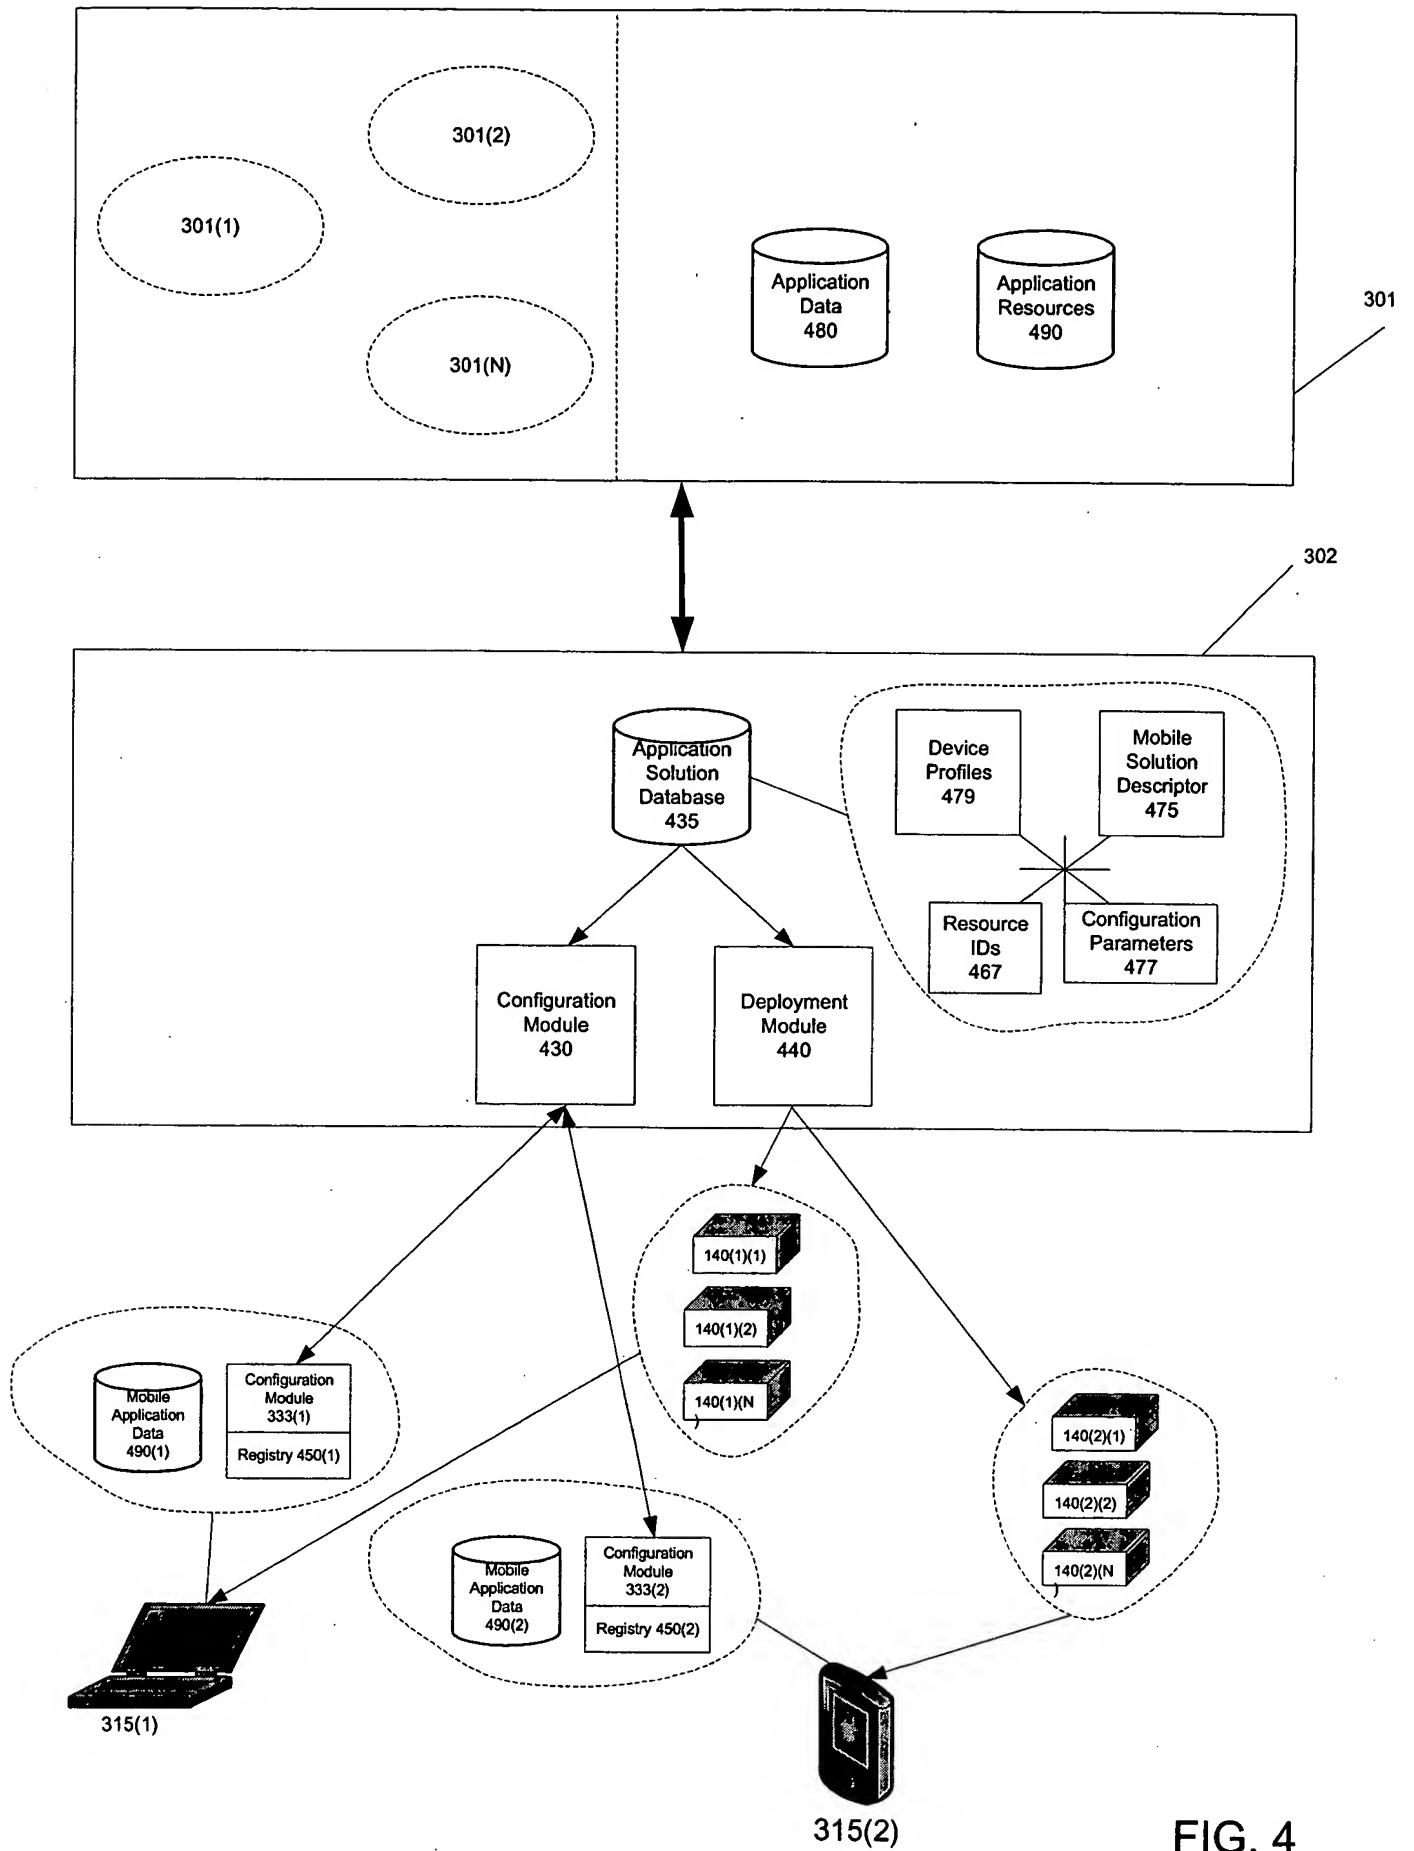 301(2)
301(1)
301(N)
Application
Data
480
Application
Resources
490
301
302
Application
Solution
Database
435
Device
Profiles
479
Mobile
Solution
Descriptor
475
Resource
IDs
467
Configuration
Parameters
477
Configuration
Module
430
Deployment
Module
440
140(1)(1)
140(1)(2)
140(1)(N
)
Mobile
Application
Data
490(1)
Configuration
Module
333(1)
Registry 450(1)
140(2)(1)
140(2)(2)
140(2)(N
)
Mobile
Application
Data
490(2)
Configuration
Module
333(2)
Registry 450(2)
315(1)
315(2)
FIG. 4